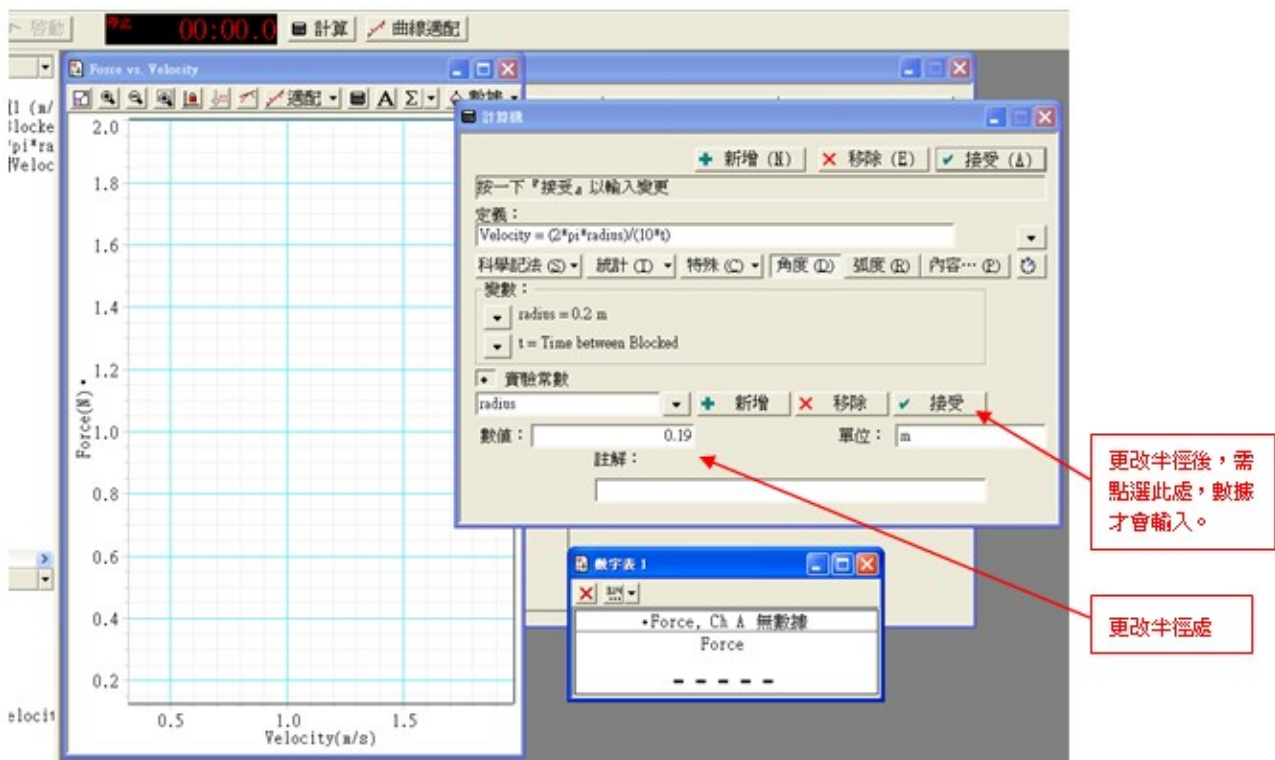 啓動
停止
00:00.0
計算
曲線適配
Force vs. Velocity
適配
A
Σ
數據
2.0
1.8
1.6
1.4
1.2
1.0
0.8
0.6
0.4
0.2
Force(N)
0.5 1.0 1.5
Velocity(m/s)
計算機
新增 (N) 移除 (E) 接受 (A)
按一下『接受』以輸入變更
定義：
Velocity = (2*pi*radius)/(10*t)
科學記法 (S) 統計 (T) 特殊 (C) 角度 (D) 弧度 (R) 內容… (P)
變數：
radius = 0.2 m
t = Time between Blocked
實驗常數
radius 新增 移除 接受
數值： 0.19 單位： m
註解：
數字表 1
•Force, Ch A 無數據
Force
-----
更改半徑後，需
點選此處，數據
才會輸入。
更改半徑處